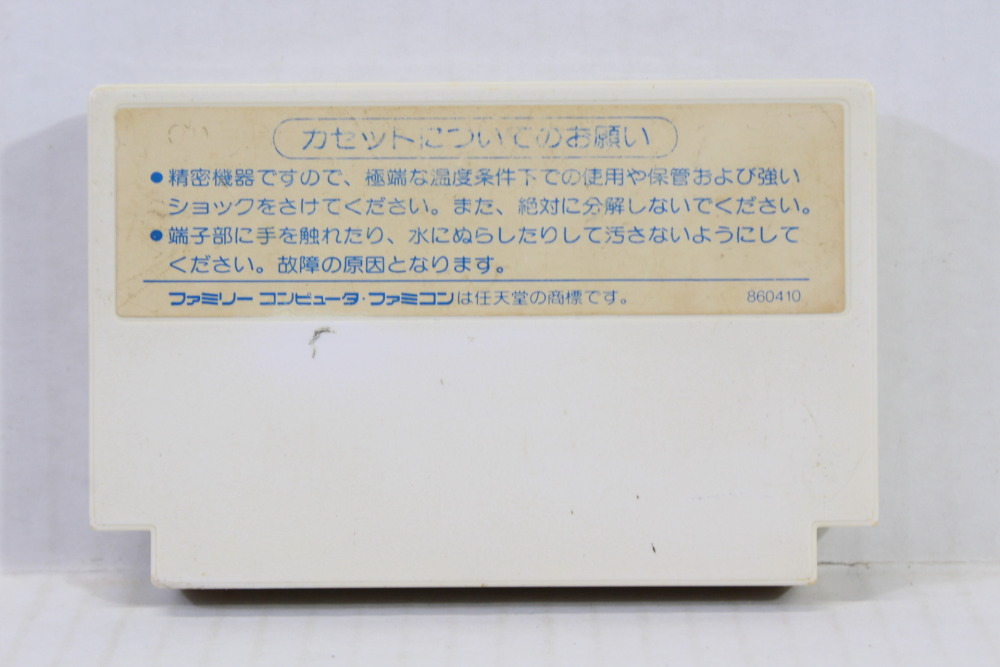 カセットについてのお願い
●精密機器ですので、極端な温度条件下での使用や保管および強い
ショックをさけてください。また、絶対に分解しないでください。
●端子部に手を触れたり、水にぬらしたりして汚さないようにして
ください。故障の原因となります。
ファミリー コンピュータ・ファミコンは任天堂の商標です。 860410